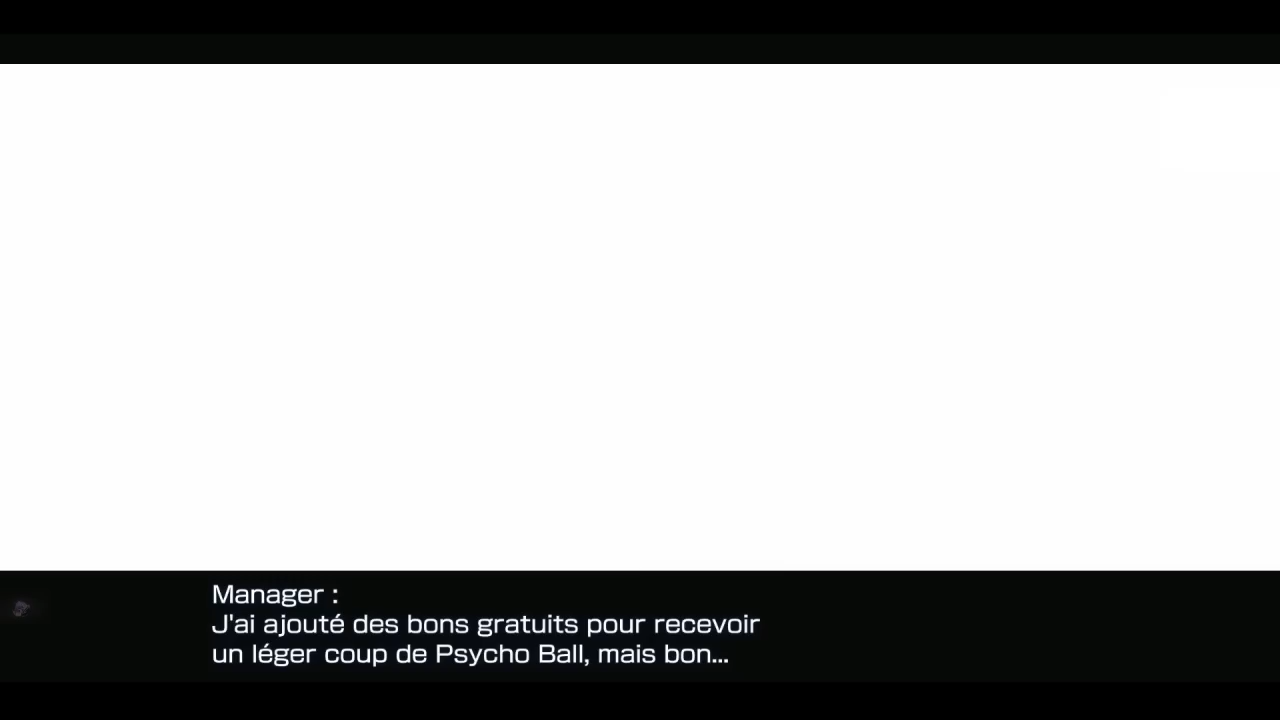 Manager :
J'ai ajouté des bons gratuits pour recevoir
un léger coup de Psycho Ball, mais bon...